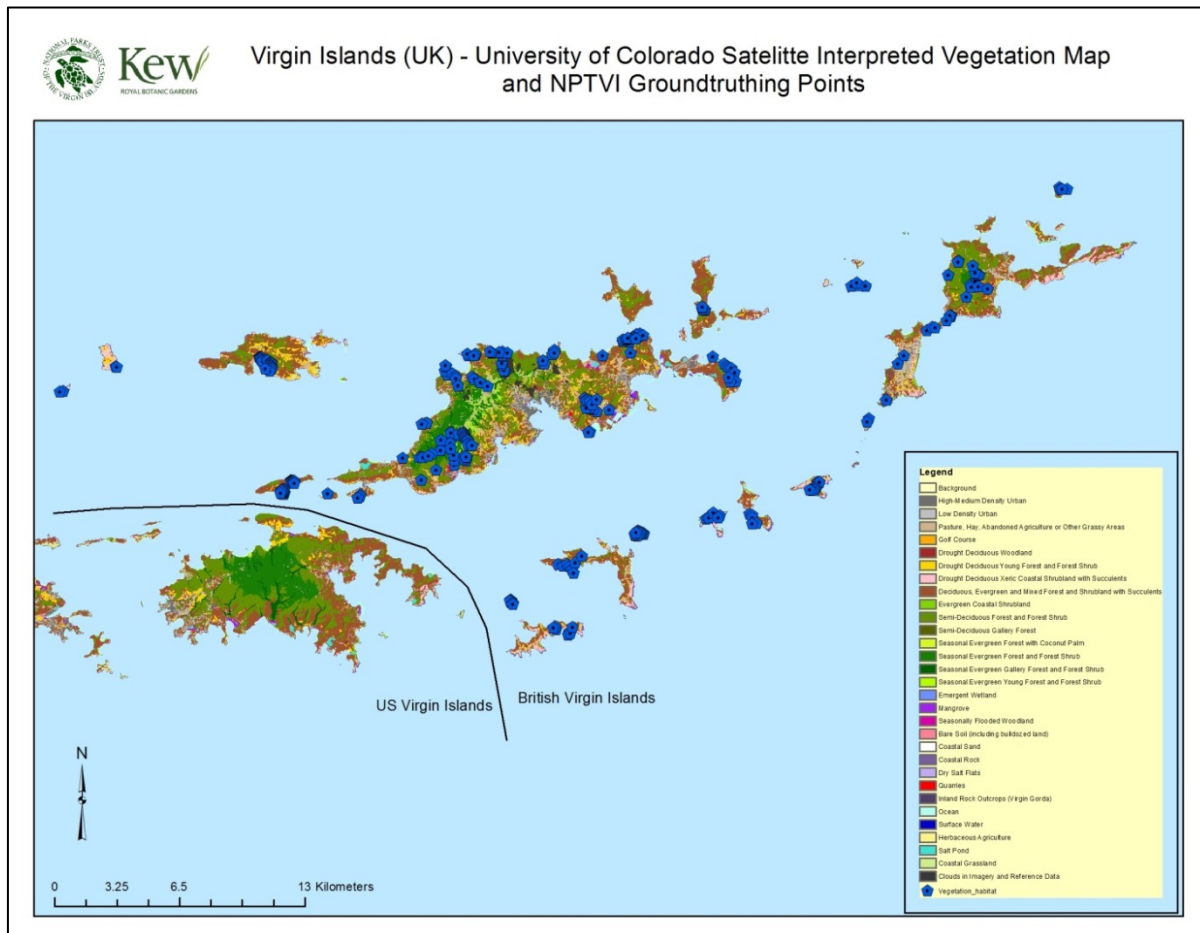 NATIONAL PARKS TRUST
OF THE VIRGIN ISLANDS
Kew
ROYAL BOTANIC GARDENS
Virgin Islands (UK) - University of Colorado Satelitte Interpreted Vegetation Map
and NPTVI Groundtruthing Points
US Virgin Islands
British Virgin Islands
N
0 3.25 6.5 13 Kilometers
Legend
Background
High-Medium Density Urban
Low Density Urban
Pasture, Hay, Abandoned Agriculture or Other Grassy Areas
Golf Course
Drought Deciduous Woodland
Drought Deciduous Young Forest and Forest Shrub
Drought Deciduous Xeric Coastal Shrubland with Succulents
Deciduous, Evergreen and Mixed Forest and Shrubland with Succulents
Evergreen Coastal Shrubland
Semi-Deciduous Forest and Forest Shrub
Semi-Deciduous Gallery Forest
Seasonal Evergreen Forest with Coconut Palm
Seasonal Evergreen Forest and Forest Shrub
Seasonal Evergreen Gallery Forest and Forest Shrub
Seasonal Evergreen Young Forest and Forest Shrub
Emergent Wetland
Mangrove
Seasonally Flooded Woodland
Bare Soil (including bulldozed land)
Coastal Sand
Coastal Rock
Dry Salt Flats
Quarries
Inland Rock Outcrops (Virgin Gorda)
Ocean
Surface Water
Herbaceous Agriculture
Salt Pond
Coastal Grassland
Clouds in Imagery and Reference Data
Vegetation_habitat